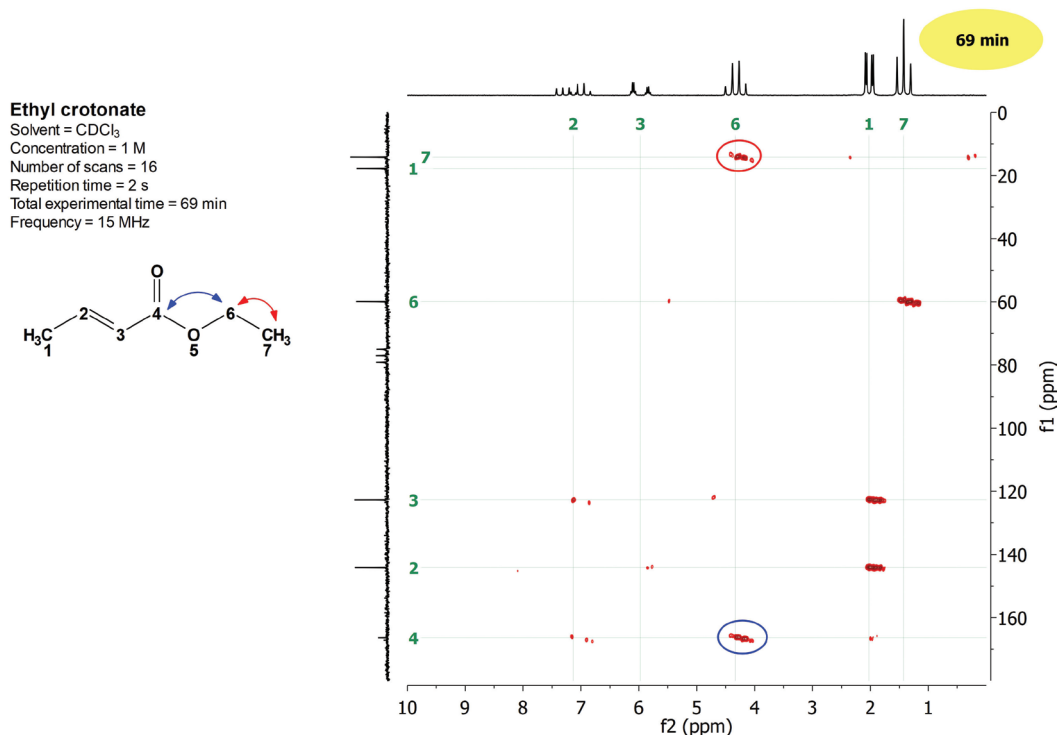 69 min
Ethyl crotonate
Solvent = CDCl₃
Concentration = 1 M
Number of scans = 16
Repetition time = 2 s
Total experimental time = 69 min
Frequency = 15 MHz
O
H₃C
1
2
3
4
O
5
6
CH₃
7
2 3 6 1 7
7
1
6
3
2
4
0
20
40
60
80
100
120
140
160
f1 (ppm)
10 9 8 7 6 5 4 3 2 1
f2 (ppm)